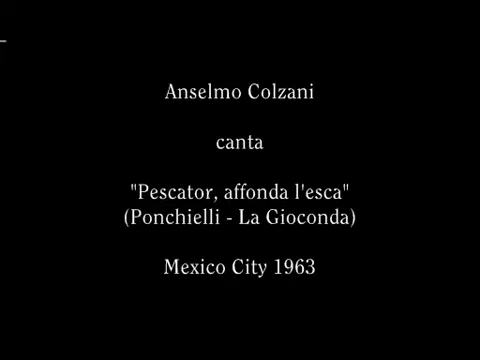 Anselmo Colzani
canta
"Pescator, affonda l'esca"
(Ponchielli - La Gioconda)
Mexico City 1963